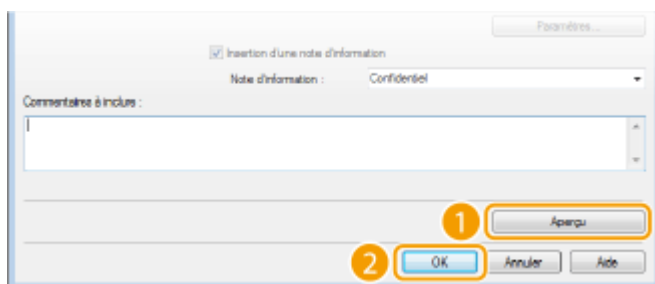 Paramètres...
Insertion d'une note d'information
Note d'information : Confidentiel
Commentaires à inclure :
1 Aperçu
2 OK Annuler Aide